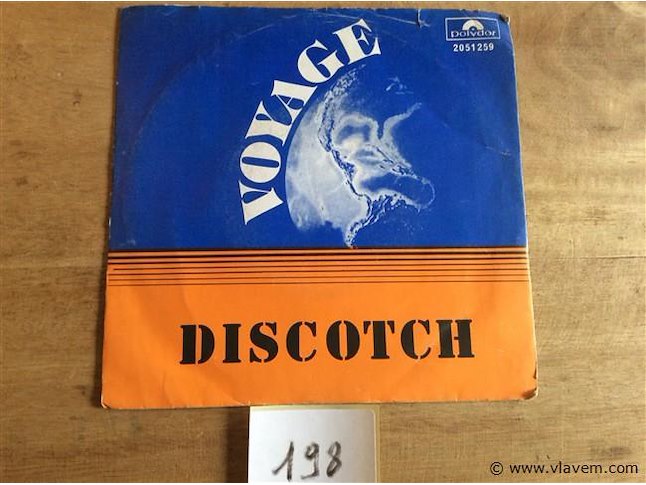 polydor
2051259
VOYAGE
DISCOTCH
198
© www.vlavem.com